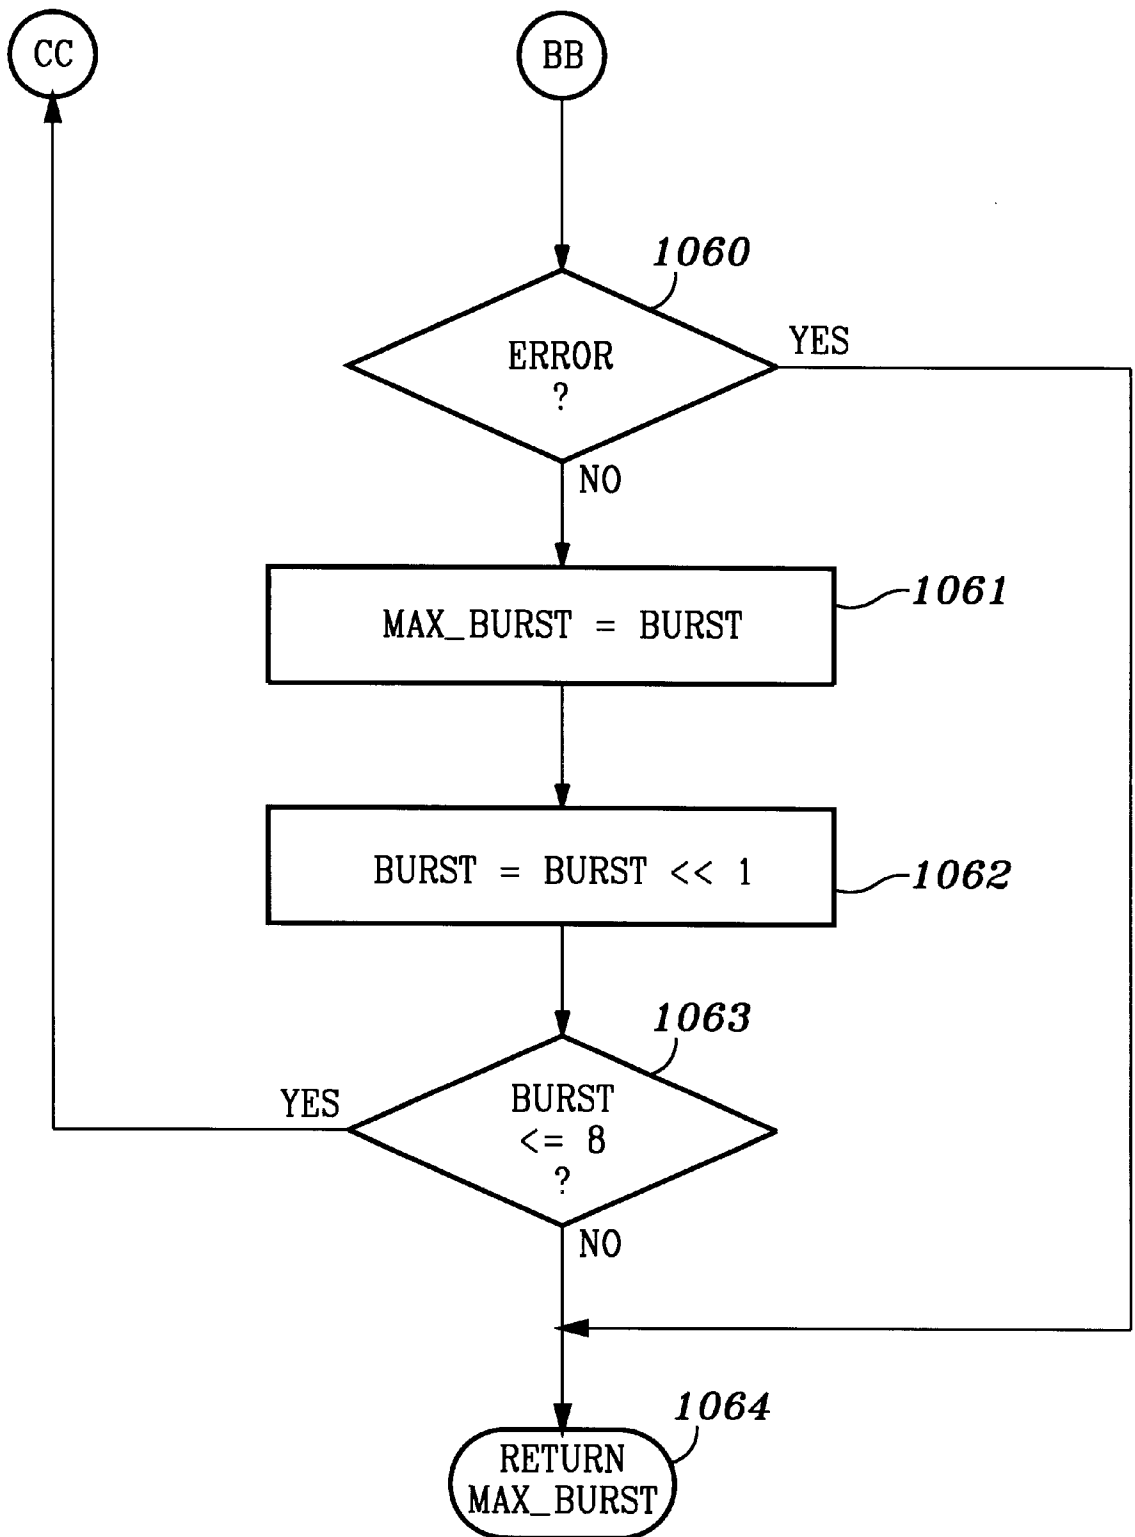 CC
BB
1060
ERROR
?
YES
NO
1061
MAX_BURST = BURST
BURST = BURST << 1
1062
1063
BURST
<= 8
?
YES
NO
1064
RETURN
MAX_BURST